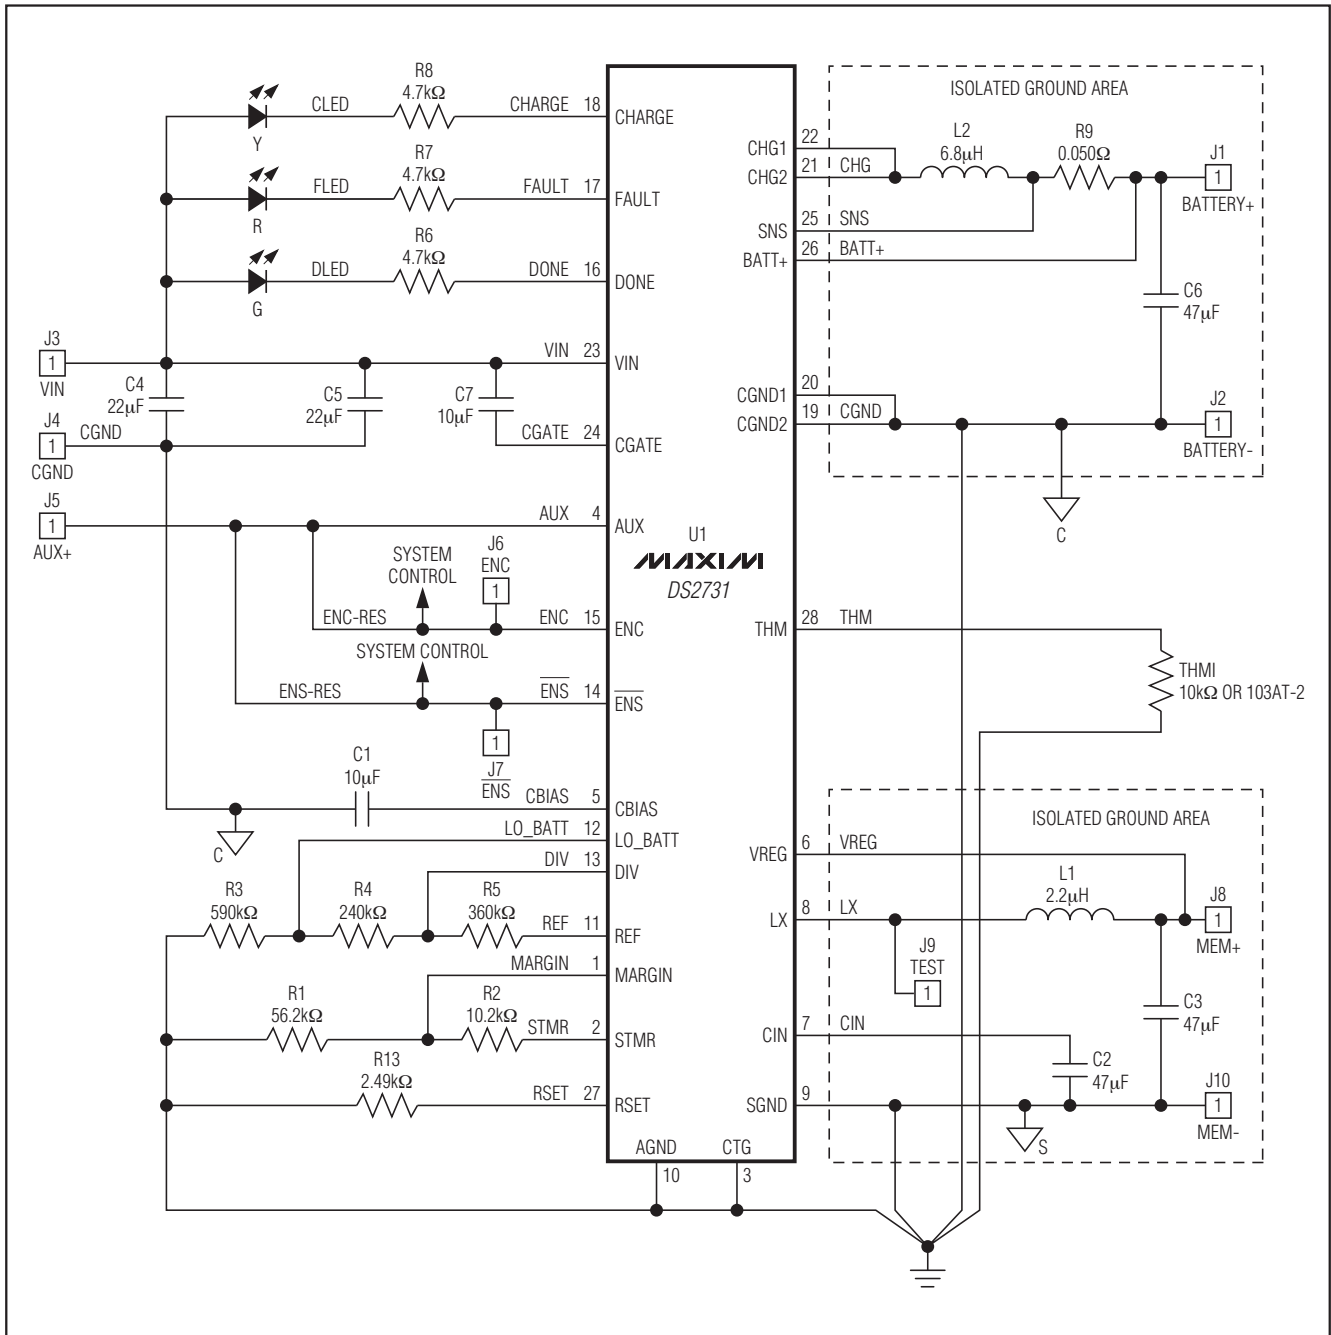 R8
4.7kΩ
CLED
CHARGE 18
CHARGE
Y
R7
4.7kΩ
FLED
FAULT 17
FAULT
R
R6
4.7kΩ
DLED
DONE 16
DONE
G
J3
1
VIN
VIN 23
VIN
C4
22µF
C5
22µF
C7
10µF
J4
1
CGND
CGND
CGATE 24
CGATE
J5
1
AUX+
AUX 4
AUX
SYSTEM
CONTROL
J6
ENC
1
ENC-RES
ENC 15
ENC
SYSTEM CONTROL
ENS-RES
ENS 14
ENS
1
J7
ENS
C1
10µF
CBIAS 5
CBIAS
C
LO_BATT 12
LO_BATT
DIV 13
DIV
R3
590kΩ
R4
240kΩ
R5
360kΩ
REF 11
REF
MARGIN 1
MARGIN
R1
56.2kΩ
R2
10.2kΩ
STMR 2
STMR
R13
2.49kΩ
RSET 27
RSET
U1
MAXIM
DS2731
AGND
10
CTG
3
ISOLATED GROUND AREA
CHG1
22
CHG2
21 CHG
L2
6.8µH
R9
0.050Ω
J1
1
BATTERY+
SNS
25 SNS
BATT+
26 BATT+
C6
47µF
CGND1
20
CGND2
19 CGND
J2
1
BATTERY-
C
THM
28 THM
THMI
10kΩ OR 103AT-2
ISOLATED GROUND AREA
VREG
6 VREG
L1
2.2µH
LX
8 LX
J8
1
MEM+
J9
TEST
1
C3
47µF
CIN
7 CIN
C2
47µF
SGND
9
S
J10
1
MEM-